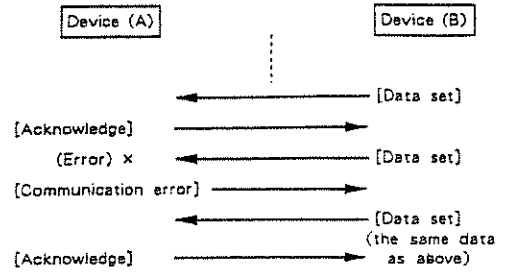 Device (A) Device (B)
[Data set]
[Acknowledge]
(Error) × [Data set]
[Communication error]
[Data set]
(the same data
[Acknowledge] as above)